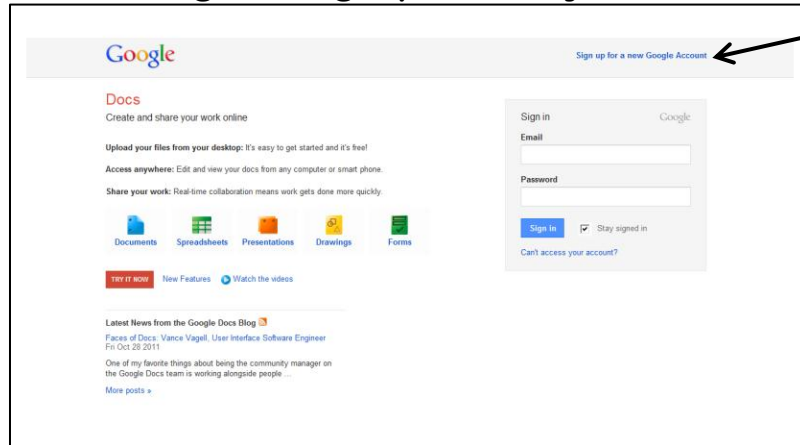 Google
Sign up for a new Google Account
Docs
Create and share your work online
Upload your files from your desktop: It's easy to get started and it's free!
Access anywhere: Edit and view your docs from any computer or smart phone.
Share your work: Real-time collaboration means work gets done more quickly.
Documents Spreadsheets Presentations Drawings Forms
TRY IT NOW New Features Watch the videos
Latest News from the Google Docs Blog
Faces of Docs: Vance Vagell, User Interface Software Engineer
Fri Oct 28 2011
One of my favorite things about being the community manager on
the Google Docs team is working alongside people ...
More posts »
Sign in Google
Email
Password
Sign in Stay signed in
Can't access your account?